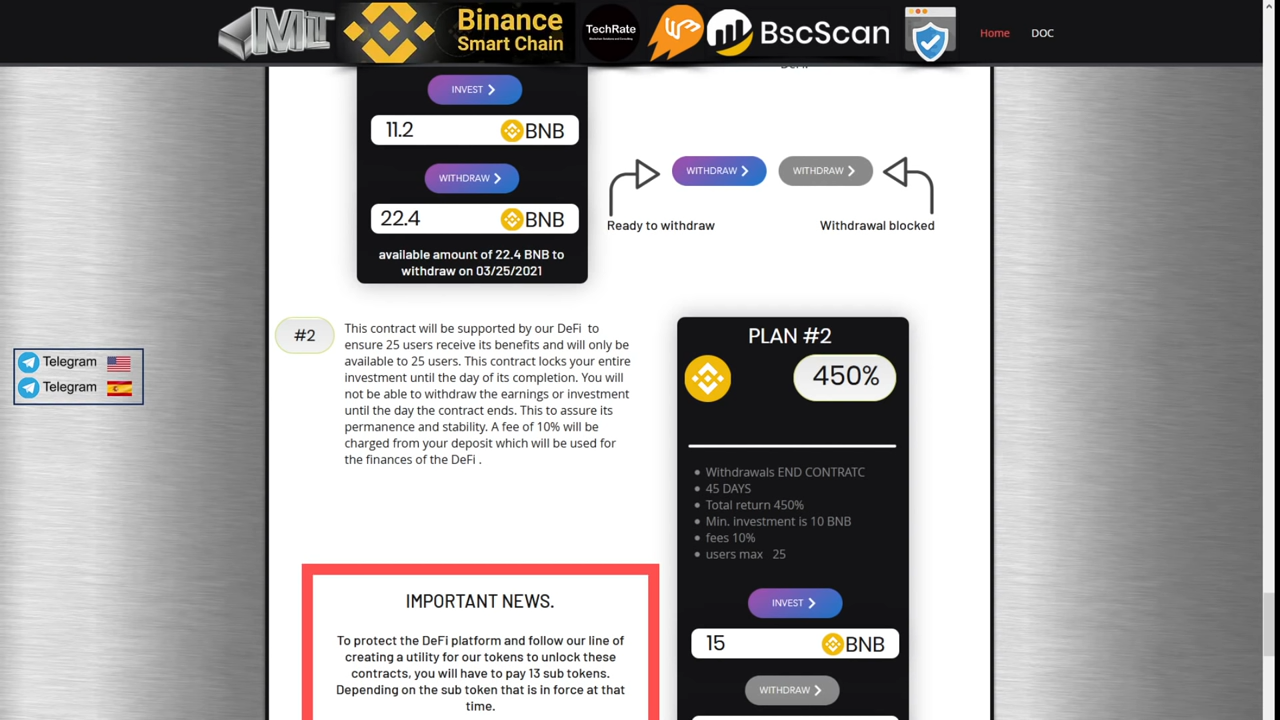 MI
Binance
Smart Chain
TechRate
BscScan
Home
DOC
INVEST
11.2
BNB
WITHDRAW
22.4
BNB
available amount of 22.4 BNB to
withdraw on 03/25/2021
WITHDRAW
WITHDRAW
Ready to withdraw
Withdrawal blocked
Telegram
Telegram
#2
This contract will be supported by our DeFi to
ensure 25 users receive its benefits and will only be
available to 25 users. This contract locks your entire
investment until the day of its completion. You will
not be able to withdraw the earnings or investment
until the day the contract ends. This to assure its
permanence and stability. A fee of 10% will be
charged from your deposit which will be used for
the finances of the DeFi .
PLAN #2
450%
Withdrawals END CONTRATC
45 DAYS
Total return 450%
Min. investment is 10 BNB
fees 10%
users max 25
INVEST
15
BNB
WITHDRAW
IMPORTANT NEWS.
To protect the DeFi platform and follow our line of
creating a utility for our tokens to unlock these
contracts, you will have to pay 13 sub tokens.
Depending on the sub token that is in force at that
time.